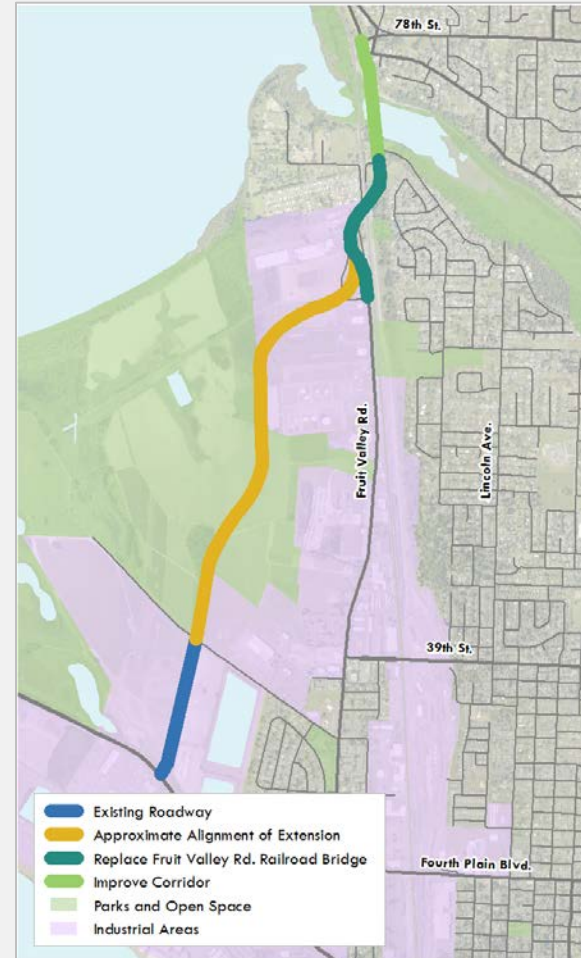 78th St.
Fruit Valley Rd.
Lincoln Ave.
39th St.
Fourth Plain Blvd.
Existing Roadway
Approximate Alignment of Extension
Replace Fruit Valley Rd. Railroad Bridge
Improve Corridor
Parks and Open Space
Industrial Areas